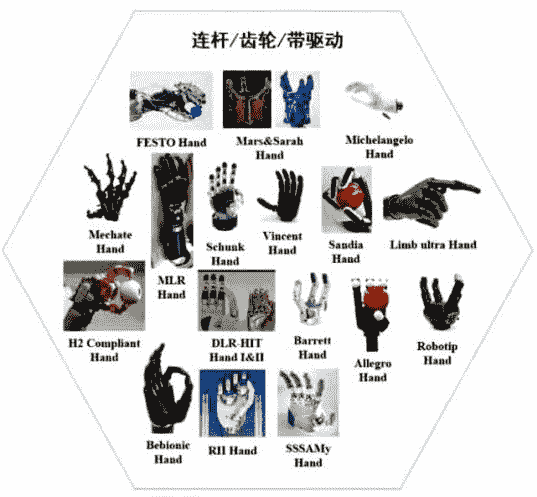 连杆/齿轮/带驱动
FESTO Hand
Mars&Sarah
Hand
Michelangelo
Hand
Mechate
Hand
MLR
Hand
Schunk
Hand
Vincent
Hand
Sandia
Hand
Limb ultra Hand
H2 Compliant
Hand
DLR-HIT
Hand I&II
Barrett
Hand
Allegro
Hand
Robotip
Hand
Bebionic
Hand
RII Hand
SSSAMy
Hand